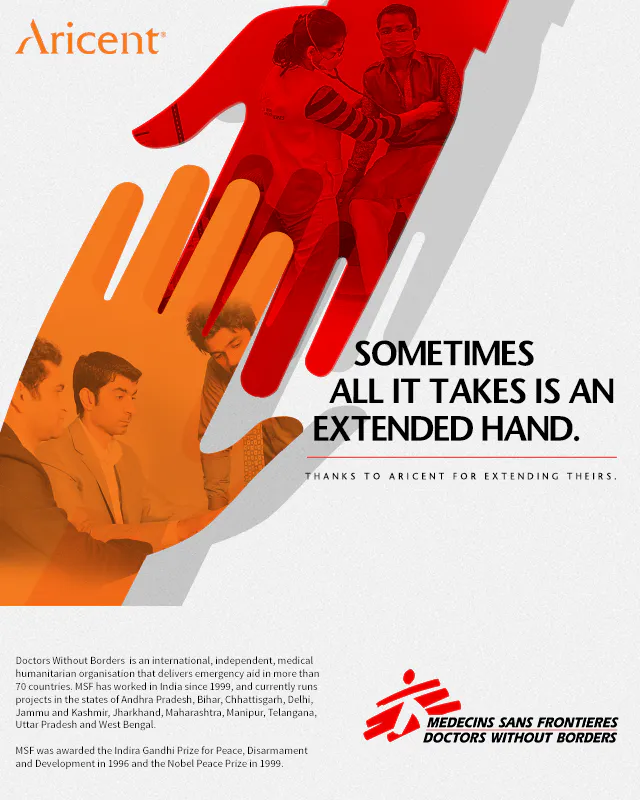 Aricent®
SOMETIMES
ALL IT TAKES IS AN
EXTENDED HAND.
THANKS TO ARICENT FOR EXTENDING THEIRS.
Doctors Without Borders is an international, independent, medical
humanitarian organisation that delivers emergency aid in more than
70 countries. MSF has worked in India since 1999, and currently runs
projects in the states of Andhra Pradesh, Bihar, Chhattisgarh, Delhi,
Jammu and Kashmir, Jharkhand, Maharashtra, Manipur, Telangana,
Uttar Pradesh and West Bengal.
MSF was awarded the Indira Gandhi Prize for Peace, Disarmament
and Development in 1996 and the Nobel Peace Prize in 1999.
MEDECINS SANS FRONTIERES
DOCTORS WITHOUT BORDERS